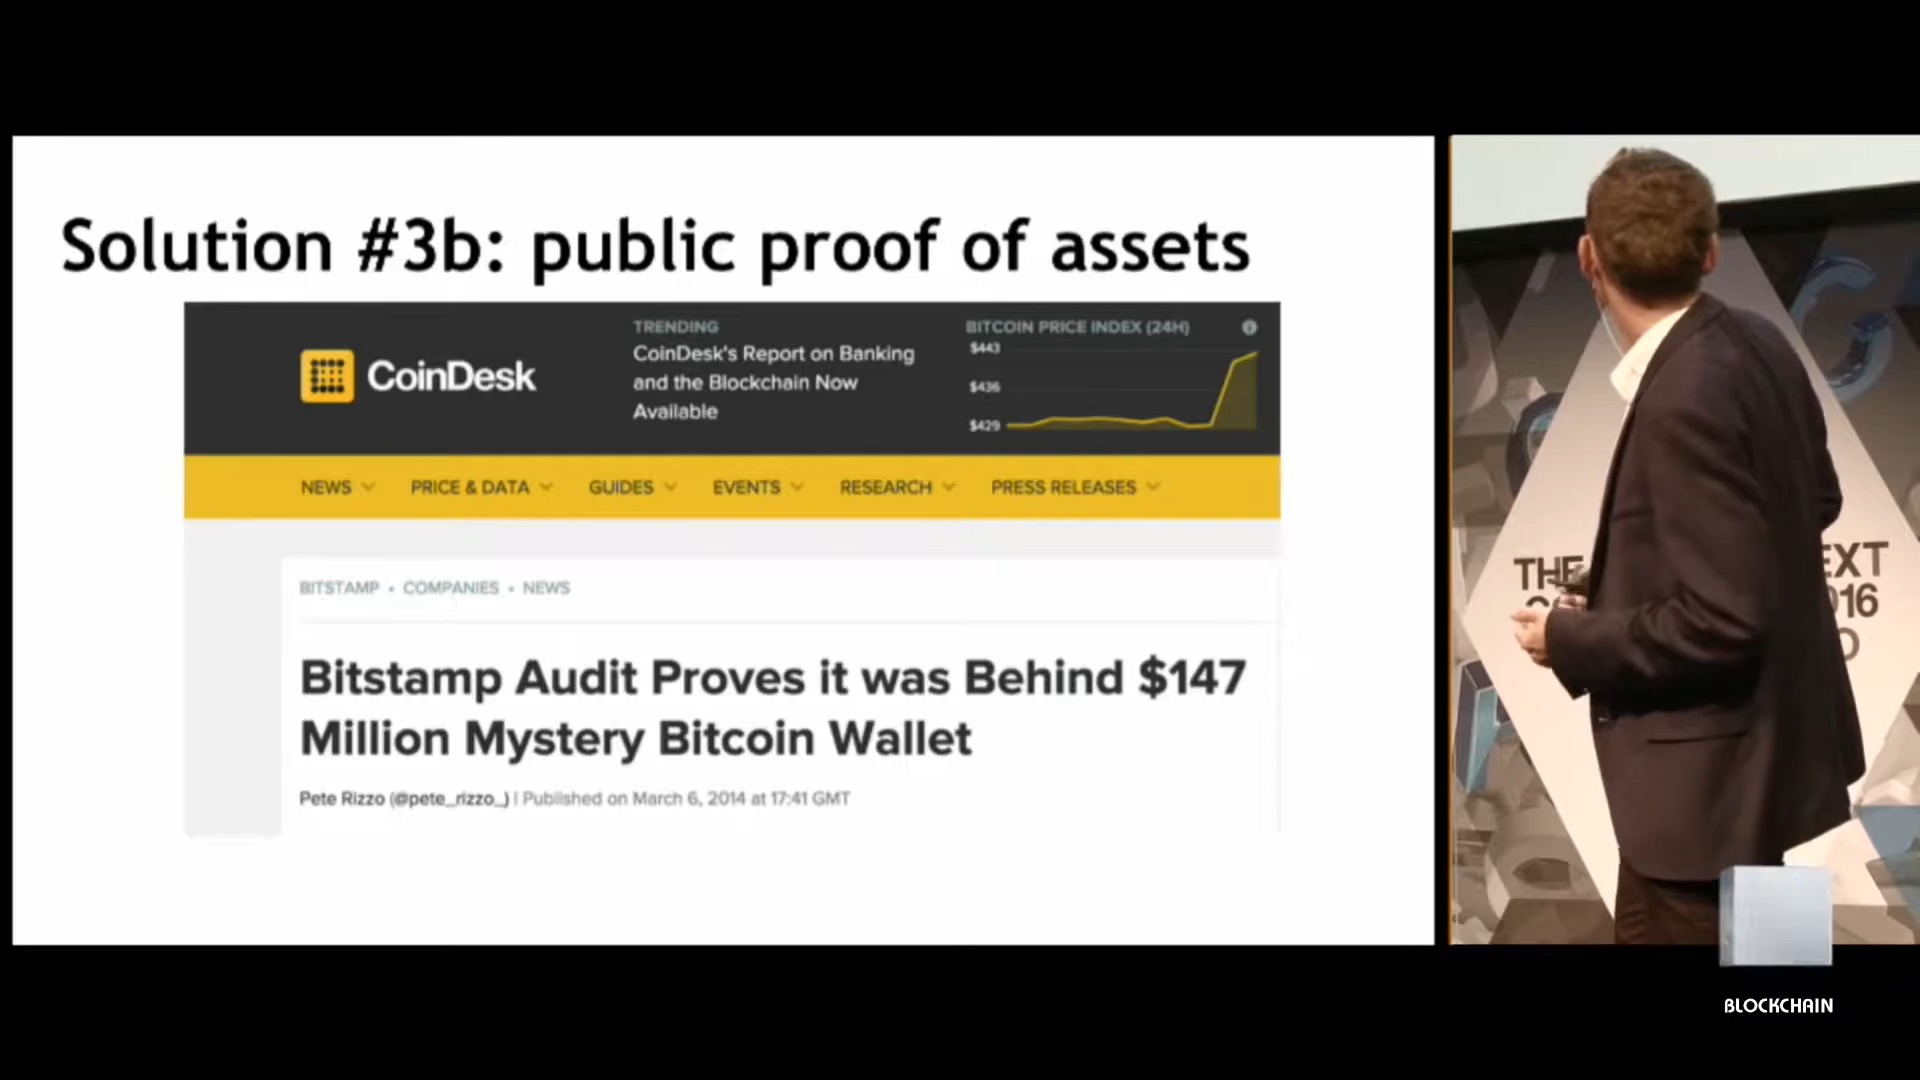 Solution #3b: public proof of assets
CoinDesk
TRENDING
CoinDesk's Report on Banking
and the Blockchain Now
Available
BITCOIN PRICE INDEX (24H)
$443
$436
$429
NEWS PRICE & DATA GUIDES EVENTS RESEARCH PRESS RELEASES
BITSTAMP • COMPANIES • NEWS
Bitstamp Audit Proves it was Behind $147
Million Mystery Bitcoin Wallet
Pete Rizzo (@pete_rizzo_) | Published on March 6, 2014 at 17:41 GMT
THE
EXT
016
O
BLOCKCHAIN